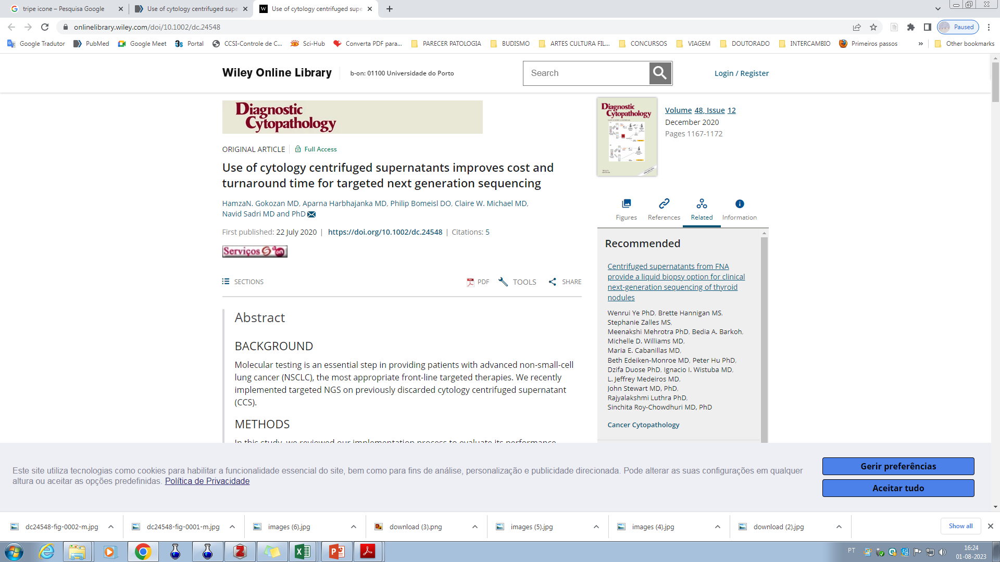 tripe icone – Pesquisa Google
Use of cytology centrifuged supe
Use of cytology centrifuged supe
onlinelibrary.wiley.com/doi/10.1002/dc.24548
Paused
Google Tradutor
PubMed
Google Meet
Portal
CCSI-Controle de C...
Sci-Hub
Converta PDF para...
PARECER PATOLOGIA
BUDISMO
ARTES CULTURA FIL...
CONCURSOS
VIAGEM
DOUTORADO
INTERCAMBIO
Primeiros passos
»
Other bookmarks
Wiley Online Library
b-on: 01100 Universidade do Porto
Search
Login / Register
Diagnostic
Cytopathology
ORIGINAL ARTICLE
Full Access
Use of cytology centrifuged supernatants improves cost and
turnaround time for targeted next generation sequencing
HamzaN. Gokozan MD, Aparna Harbhajanka MD, Philip Bomeisl DO, Claire W. Michael MD,
Navid Sadri MD and PhD
First published: 22 July 2020 | https://doi.org/10.1002/dc.24548 | Citations: 5
Serviços on
SECTIONS
PDF
TOOLS
SHARE
Abstract
BACKGROUND
Molecular testing is an essential step in providing patients with advanced non-small-cell
lung cancer (NSCLC), the most appropriate front-line targeted therapies. We recently
implemented targeted NGS on previously discarded cytology centrifuged supernatant
(CCS).
METHODS
In this study, we reviewed our implementation process to evaluate its performance
Diagnostic
Cytopathology
WILEY
Volume 48, Issue 12
December 2020
Pages 1167-1172
Figures
References
Related
Information
Recommended
Centrifuged supernatants from FNA
provide a liquid biopsy option for clinical
next-generation sequencing of thyroid
nodules
Wenrui Ye PhD, Brette Hannigan MS,
Stephanie Zalles MS,
Meenakshi Mehrotra PhD, Bedia A. Barkoh,
Michelle D. Williams MD,
Maria E. Cabanillas MD,
Beth Edeiken-Monroe MD, Peter Hu PhD,
Dzifa Duose PhD, Ignacio I. Wistuba MD,
L. Jeffrey Medeiros MD,
John Stewart MD, PhD,
Rajyalakshmi Luthra PhD,
Sinchita Roy-Chowdhuri MD, PhD
Cancer Cytopathology
Este site utiliza tecnologias como cookies para habilitar a funcionalidade essencial do site, bem como para fins de análise, personalização e publicidade direcionada. Pode alterar as suas configurações em qualquer
altura ou aceitar as opções predefinidas. Política de Privacidade
Gerir preferências
Aceitar tudo
dc24548-fig-0002-m.jpg
dc24548-fig-0001-m.jpg
images (6).jpg
download (3).png
images (5).jpg
images (4).jpg
download (2).jpg
Show all
PT
16:24
01-08-2023